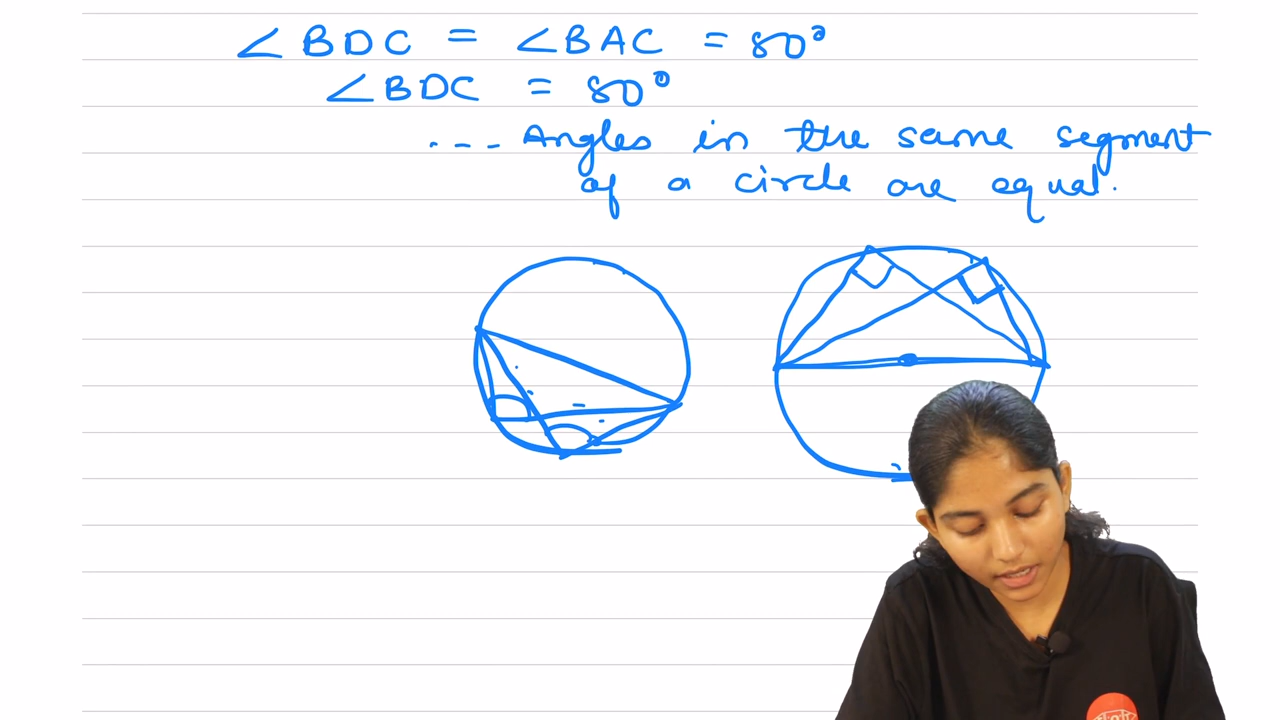 ∠BDC = ∠BAC = 80°
∠BDC = 80°
---- Angles in the same segment
of a circle are equal.